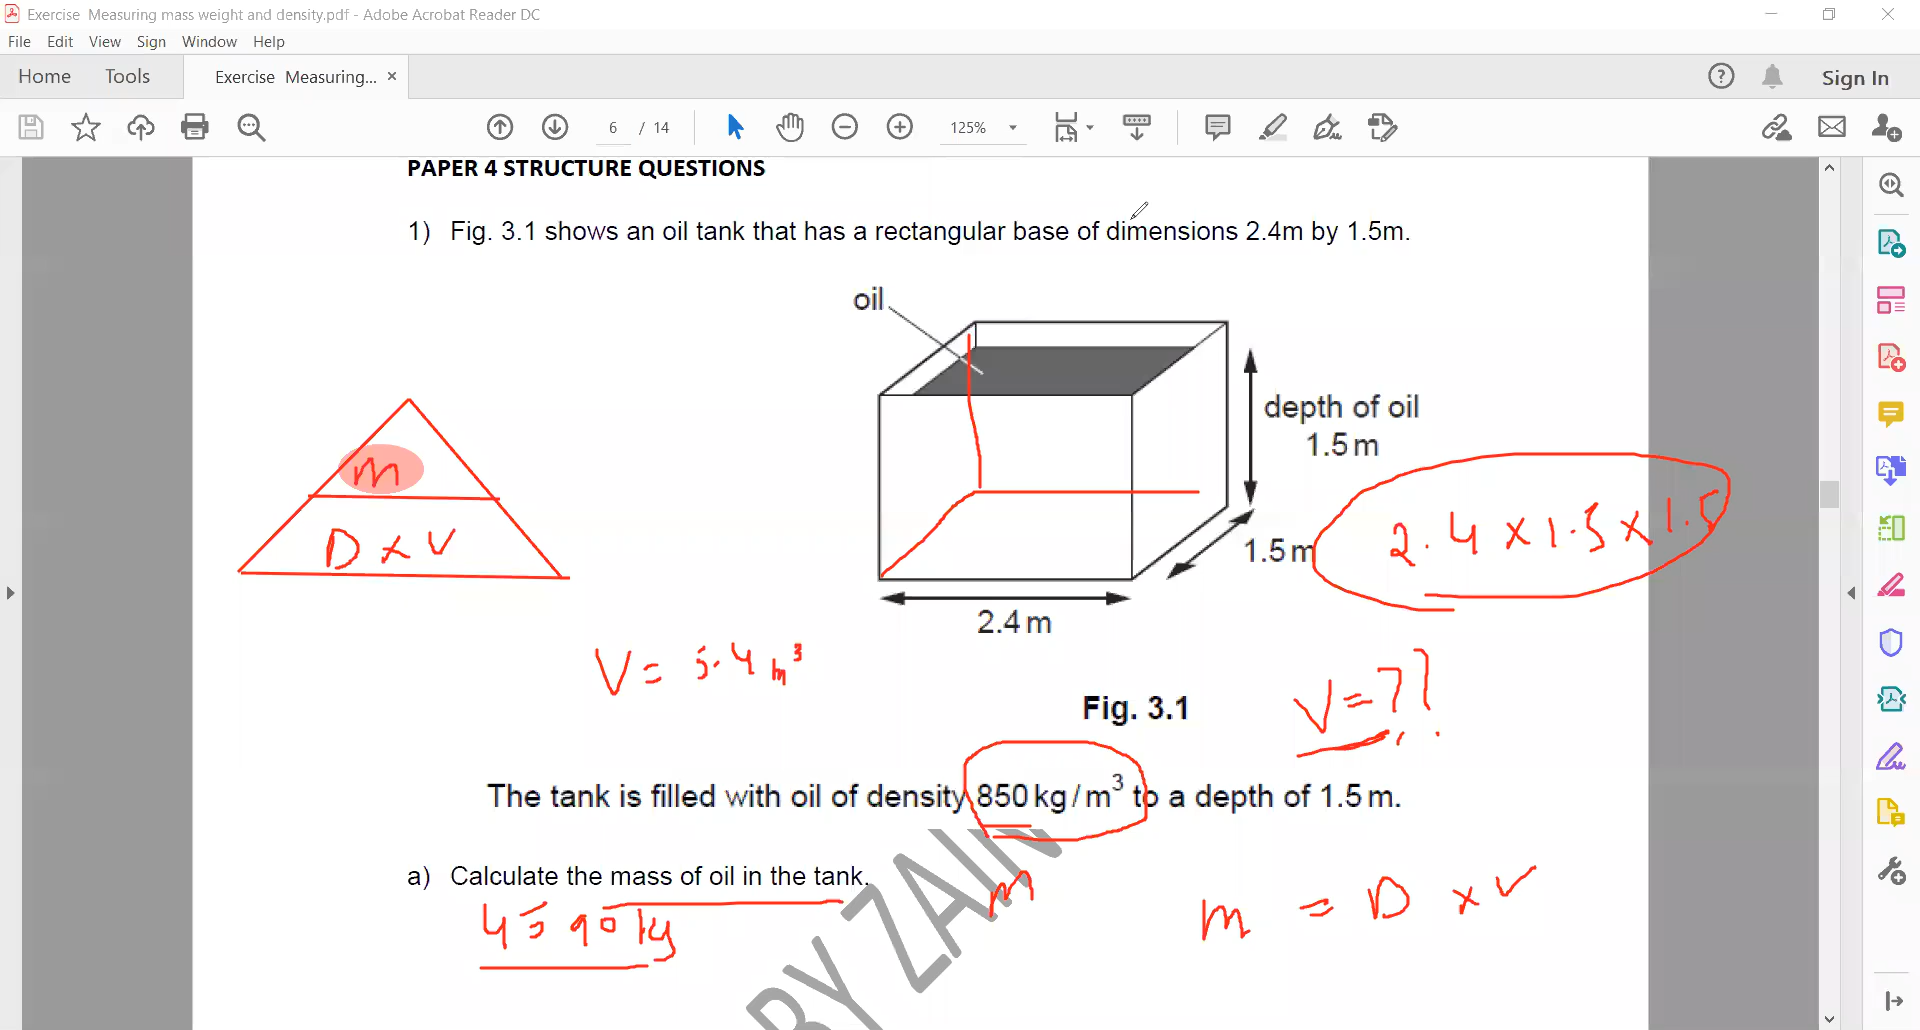 Exercise  Measuring mass weight and density.pdf - Adobe Acrobat Reader DC
File Edit View Sign Window Help
Home Tools Exercise  Measuring... × Sign In
6 / 14 125%
PAPER 4 STRUCTURE QUESTIONS
1) Fig. 3.1 shows an oil tank that has a rectangular base of dimensions 2.4m by 1.5m.
oil
depth of oil
1.5 m
m
D x V
2.4 x 1.5 x 1.5
1.5 m
2.4 m
V = 5.4 m³
Fig. 3.1
V = ??
The tank is filled with oil of density 850 kg / m³ to a depth of 1.5 m.
a) Calculate the mass of oil in the tank.
m
4590 kg
m = D x V
BY ZAIN